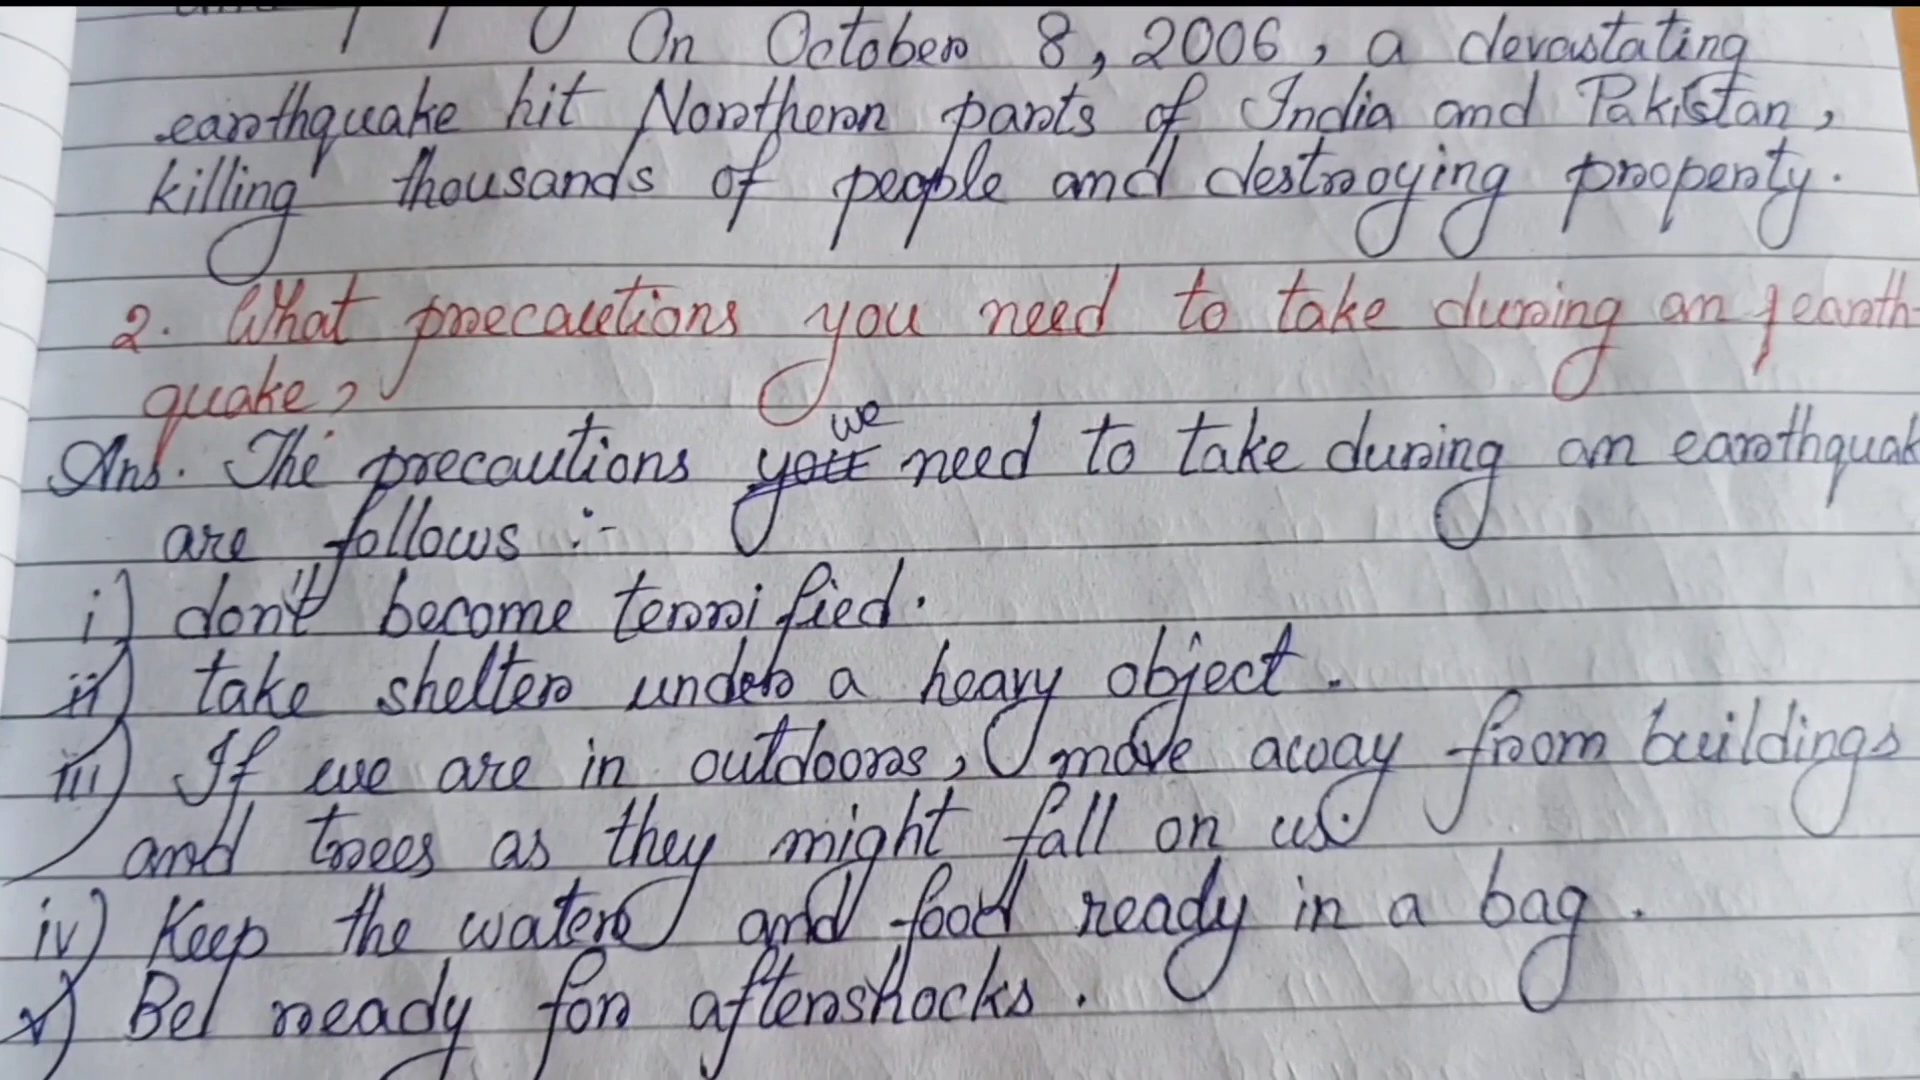 On October 8, 2006, a devastating
earthquake hit Northern parts of India and Pakistan,
killing thousands of people and destroying property.
2. What precautions you need to take during an earth-
quake?
we
Ans. The precautions you need to take during an earthquak
are follows :-
i) don't become terrified.
ii) take shelter under a heavy object.
iii) If we are in outdoors, move away from buildings
and trees as they might fall on us.
iv) Keep the water and food ready in a bag.
v) Be ready for aftershocks.